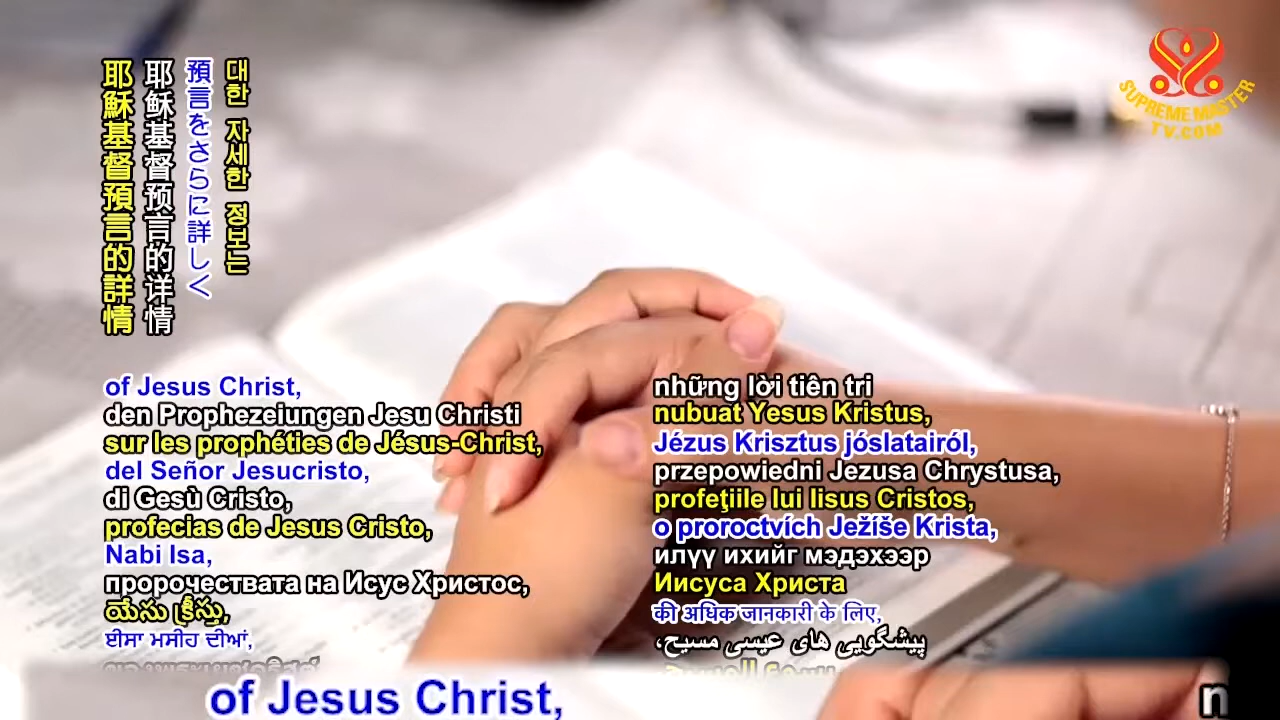 SUPREME MASTER
TV.COM
耶穌基督預言的詳情
耶稣基督预言的详情
預言をさらに詳しく
대한 자세한 정보는
of Jesus Christ,
den Prophezeiungen Jesu Christi
sur les prophéties de Jésus-Christ,
del Señor Jesucristo,
di Gesù Cristo,
profecias de Jesus Cristo,
Nabi Isa,
пророчествата на Исус Христос,
యేసు క్రీస్తు,
ਈਸਾ ਮਸੀਹ ਦੀਆਂ,
những lời tiên tri
nubuat Yesus Kristus,
Jézus Krisztus jóslatairól,
przepowiedni Jezusa Chrystusa,
profeţiile lui Iisus Cristos,
o proroctvích Ježíše Krista,
илүү ихийг мэдэхээр
Иисуса Христа
की अधिक जानकारी के लिए,
پیشگویی های عیسی مسیح،
of Jesus Christ,